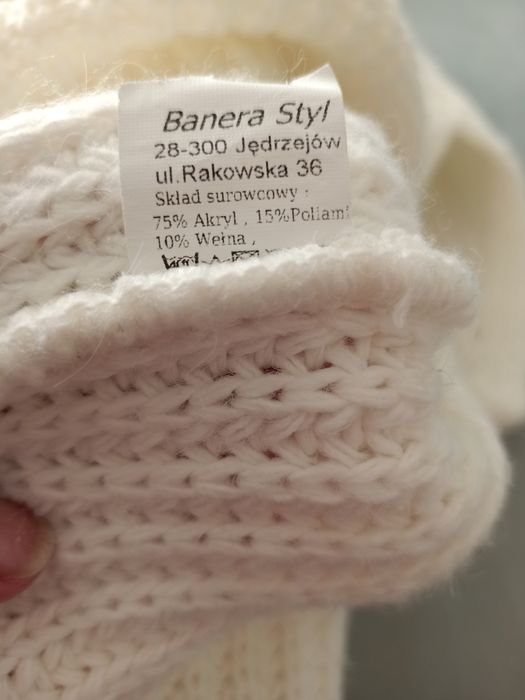 Banera Styl
28-300 Jędrzejów
ul.Rakowska 36
Skład surowcowy :
75% Akryl , 15%Poliami
10% Wełna ,